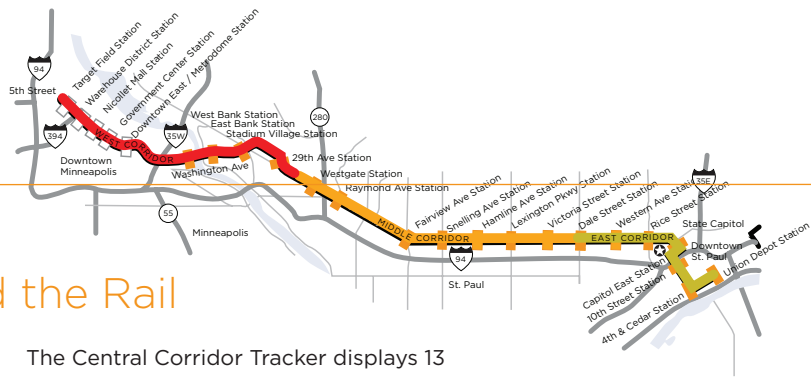 Target Field Station
Warehouse District Station
Nicollet Mall Station
Government Center Station
Downtown East / Metrodome Station
94
5th Street
394
35W
WEST CORRIDOR
Downtown
Minneapolis
West Bank Station
East Bank Station
Stadium Village Station
280
29th Ave Station
Westgate Station
Raymond Ave Station
Washington Ave
55
Minneapolis
MIDDLE CORRIDOR
Fairview Ave Station
Snelling Ave Station
Hamline Ave Station
Lexington Pkwy Station
Victoria Street Station
Dale Street Station
Western Ave Station
Rice Street Station
35E
EAST CORRIDOR
State Capitol
Downtown
St. Paul
Union Depot Station
94
St. Paul
Capitol East Station
10th Street Station
4th & Cedar Station
the Rail
The Central Corridor Tracker displays 13